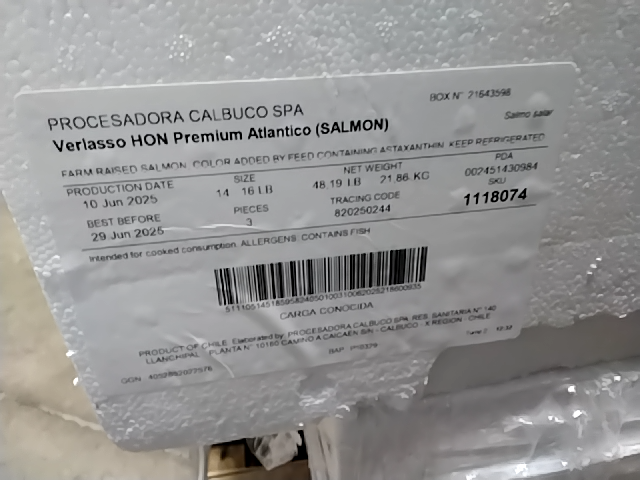 PROCESADORA CALBUCO SPA
BOX N° 21643598
Verlasso HON Premium Atlantico (SALMON)
Salmo salar
FARM RAISED SALMON, COLOR ADDED BY FEED CONTAINING ASTAXANTHIN. KEEP REFRIGERATED
PRODUCTION DATE SIZE NET WEIGHT PDA
10 Jun 2025 14 16 LB 48.19 LB 21.86 KG 002451430984
BEST BEFORE PIECES TRACKING CODE SKU
29 Jun 2025 3 820250244 1118074
Intended for cooked consumption. ALLERGENS: CONTAINS FISH
CARGA CONOCIDA
PRODUCT OF CHILE. Elaborated by: PROCESADORA CALBUCO SPA, RES. SANITARIA N° 140
LLANCHIPAL - PLANTA N° 10160 CAMINO A CAICAEN S/N - CALBUCO - X REGION - CHILE
GGN